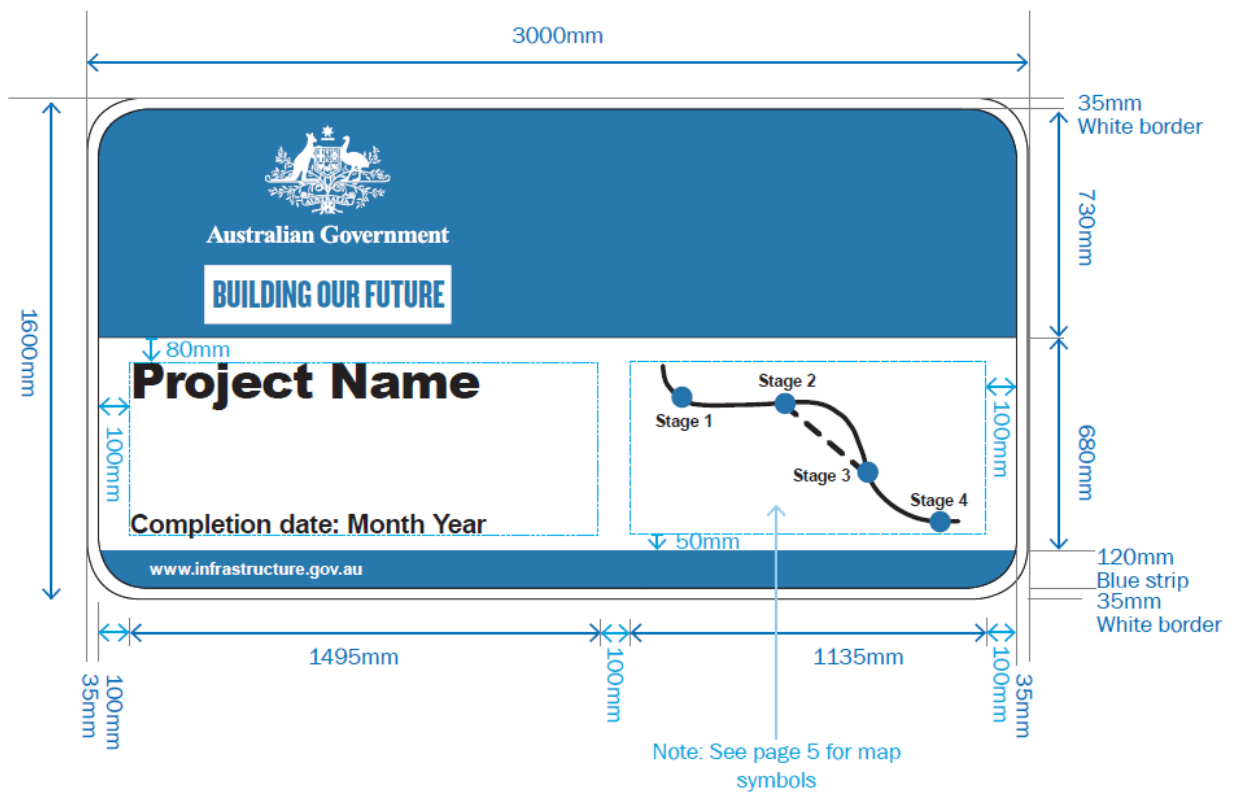 3000mm
35mm
White border
1600mm
730mm
AUSTRALIA
Australian Government
BUILDING OUR FUTURE
80mm
Project Name
100mm
Completion date: Month Year
Stage 1
Stage 2
Stage 3
Stage 4
100mm
680mm
50mm
www.infrastructure.gov.au
120mm
Blue strip
35mm
White border
35mm
100mm
1495mm
100mm
1135mm
100mm
35mm
Note: See page 5 for map
symbols